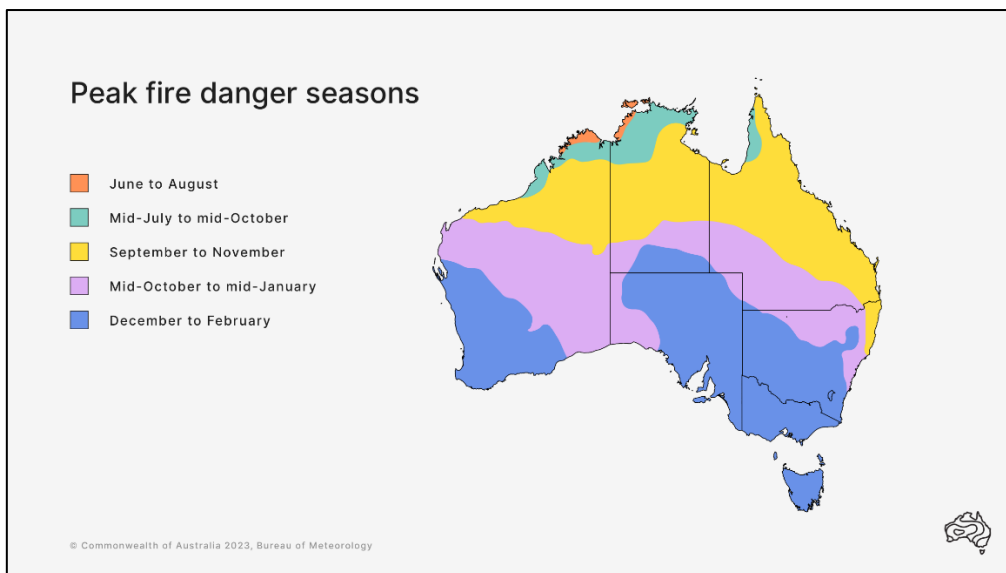 Peak fire danger seasons
June to August
Mid-July to mid-October
September to November
Mid-October to mid-January
December to February
© Commonwealth of Australia 2023, Bureau of Meteorology